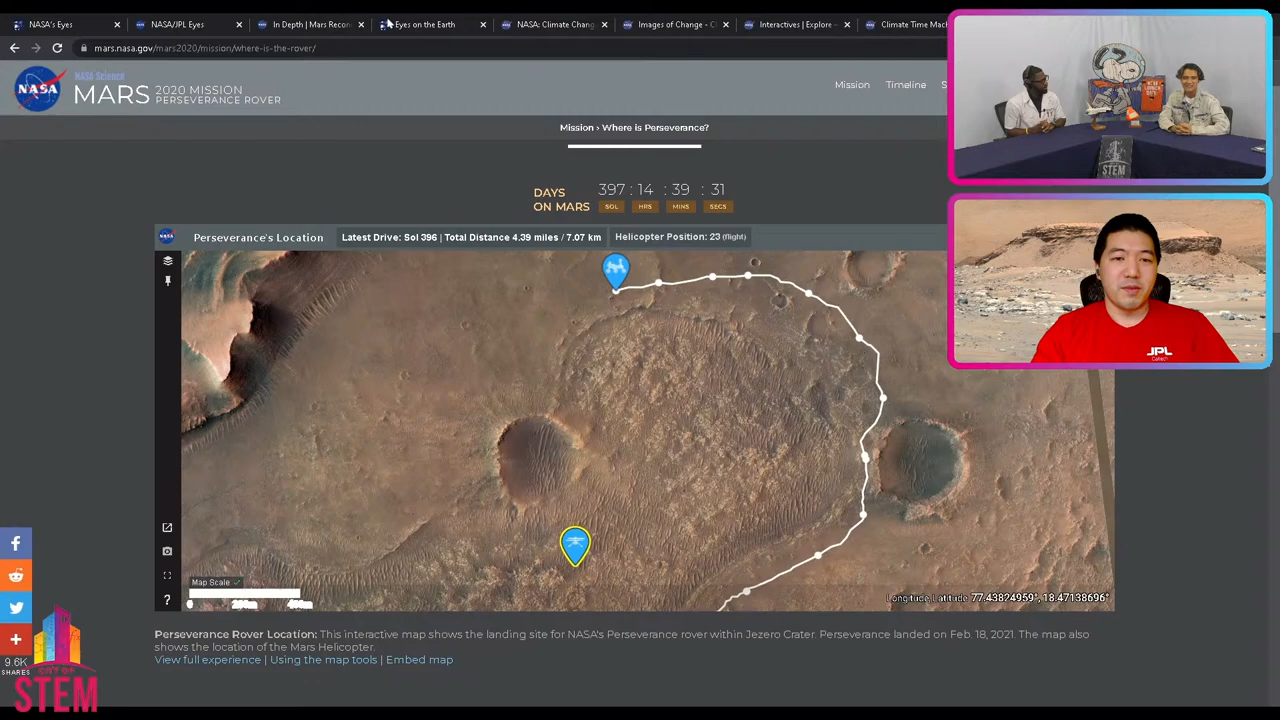 NASA's Eyes
NASA/JPL Eyes
In Depth | Mars Recon
Eyes on the Earth
NASA: Climate Chang
Images of Change - C
Interactives | Explore –
Climate Time Mach
mars.nasa.gov/mars2020/mission/where-is-the-rover/
NASA
NASA Science
MARS
2020 MISSION
PERSEVERANCE ROVER
Mission
Timeline
S
Mission › Where is Perseverance?
DAYS
ON MARS
397 : 14 : 39 : 31
SOL HRS MINS SECS
Perseverance's Location
Latest Drive: Sol 396 | Total Distance 4.39 miles / 7.07 km
Helicopter Position: 23 (flight)
Map Scale
0
?
Longitude, Latitude 77.43824959°, 18.47138696°
Perseverance Rover Location: This interactive map shows the landing site for NASA's Perseverance rover within Jezero Crater. Perseverance landed on Feb. 18, 2021. The map also
shows the location of the Mars Helicopter.
View full experience | Using the map tools | Embed map
9.6K
SHARES
CITY OF
STEM
STEM
JPL
Caltech